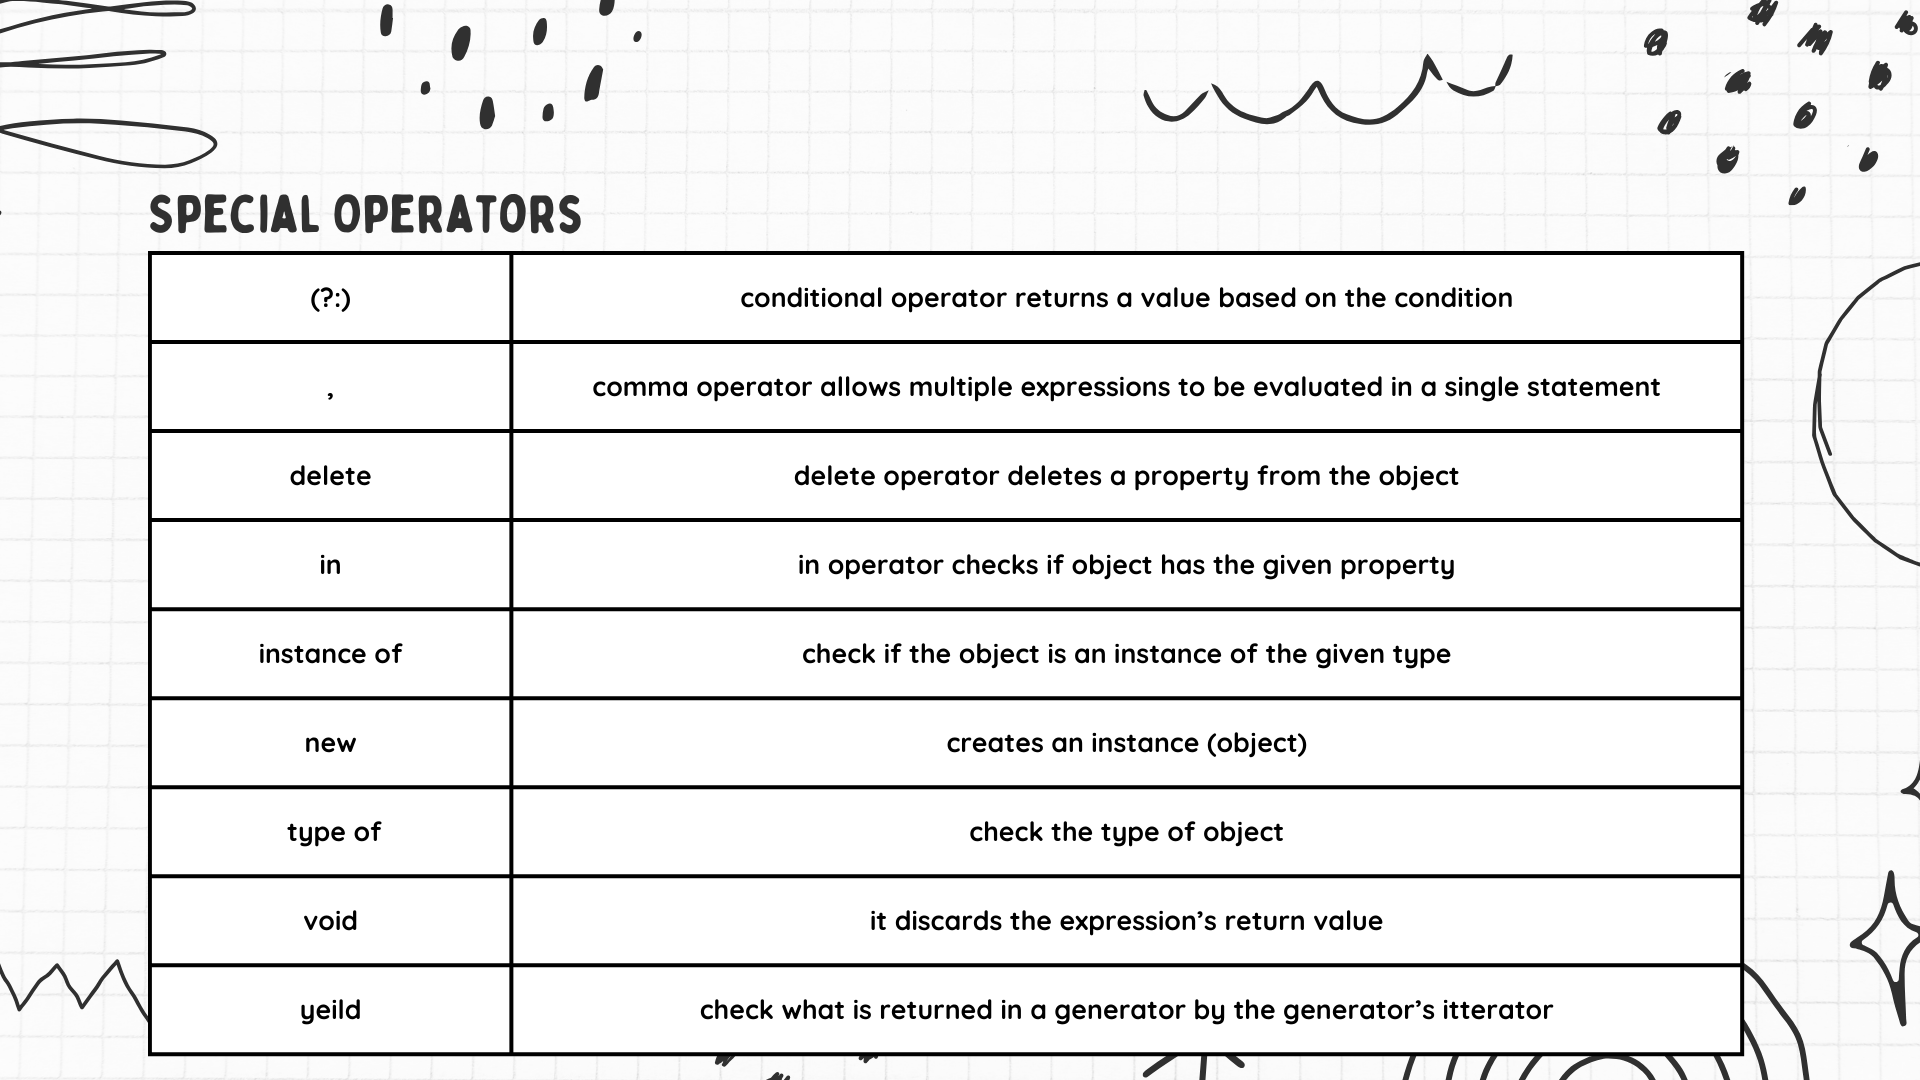 SPECIAL OPERATORS
(?:) conditional operator returns a value based on the condition
, comma operator allows multiple expressions to be evaluated in a single statement
delete delete operator deletes a property from the object
in in operator checks if object has the given property
instance of check if the object is an instance of the given type
new creates an instance (object)
type of check the type of object
void it discards the expression’s return value
yeild check what is returned in a generator by the generator’s itterator